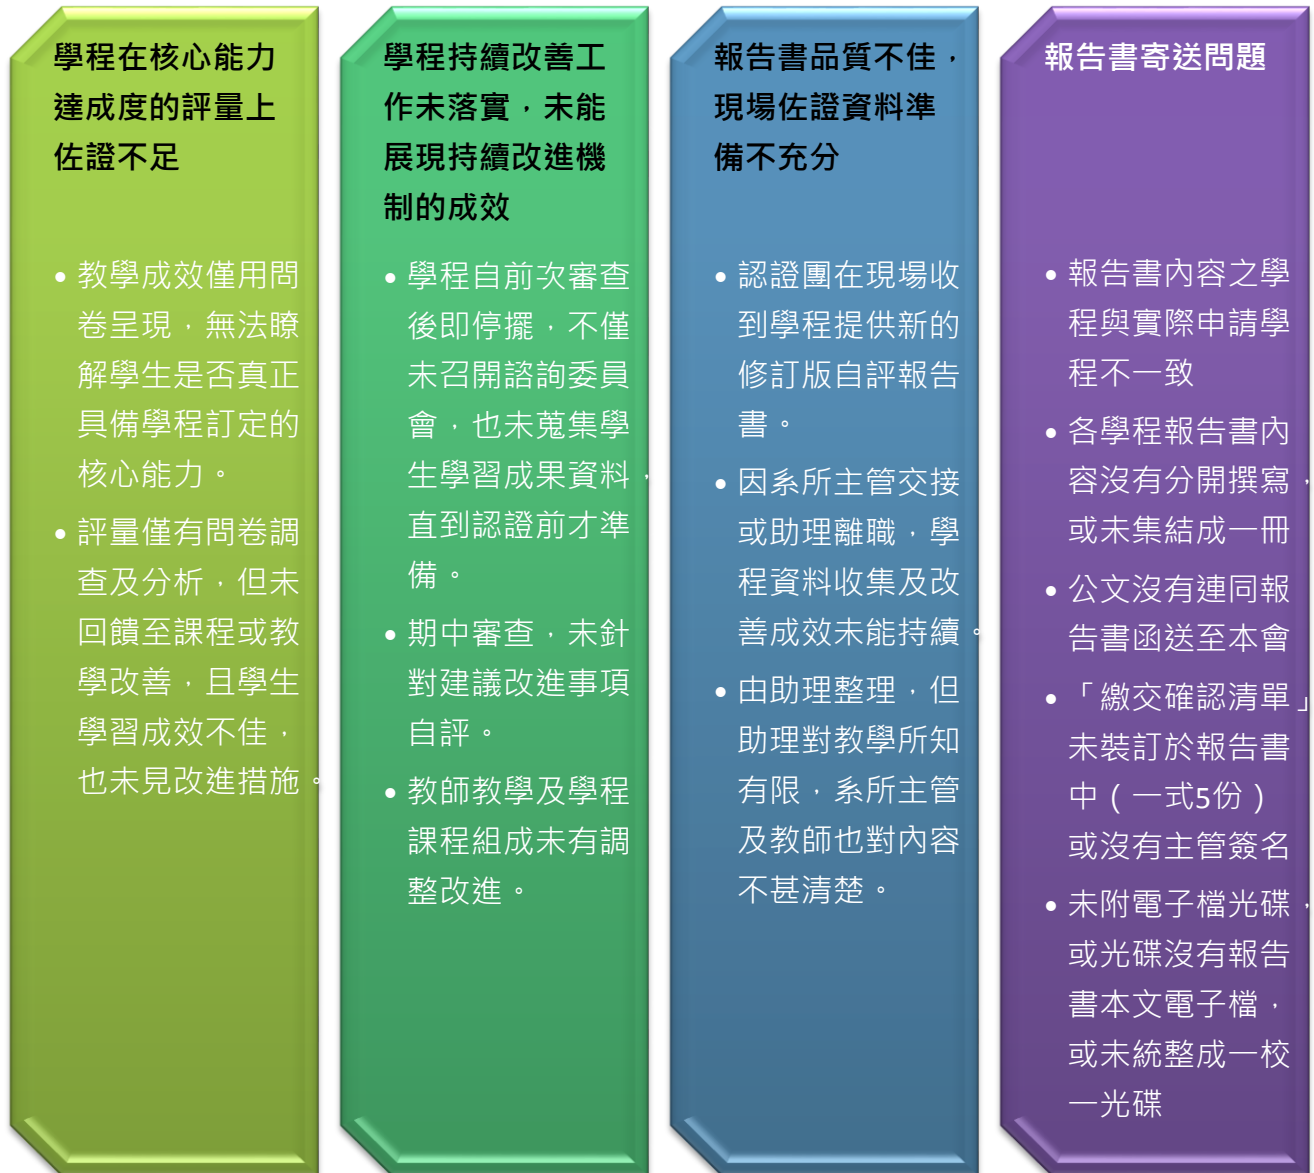 學程在核心能力
達成度的評量上
佐證不足
• 教學成效僅用問
卷呈現，無法瞭
解學生是否真正
具備學程訂定的
核心能力。
• 評量僅有問卷調
查及分析，但未
回饋至課程或教
學改善，且學生
學習成效不佳，
也未見改進措施。
學程持續改善工
作未落實，未能
展現持續改進機
制的成效
• 學程自前次審查
後即停擺，不僅
未召開諮詢委員
會，也未蒐集學
生學習成果資料，
直到認證前才準
備。
• 期中審查，未針
對建議改進事項
自評。
• 教師教學及學程
課程組成未有調
整改進。
報告書品質不佳，
現場佐證資料準
備不充分
• 認證團在現場收
到學程提供新的
修訂版自評報告
書。
• 因系所主管交接
或助理離職，學
程資料收集及改
善成效未能持續。
• 由助理整理，但
助理對教學所知
有限，系所主管
及教師也對內容
不甚清楚。
報告書寄送問題
• 報告書內容之學
程與實際申請學
程不一致
• 各學程報告書內
容沒有分開撰寫，
或未集結成一冊
• 公文沒有連同報
告書函送至本會
• 「繳交確認清單」
未裝訂於報告書
中（一式5份）
或沒有主管簽名
• 未附電子檔光碟，
或光碟沒有報告
書本文電子檔，
或未統整成一校
一光碟